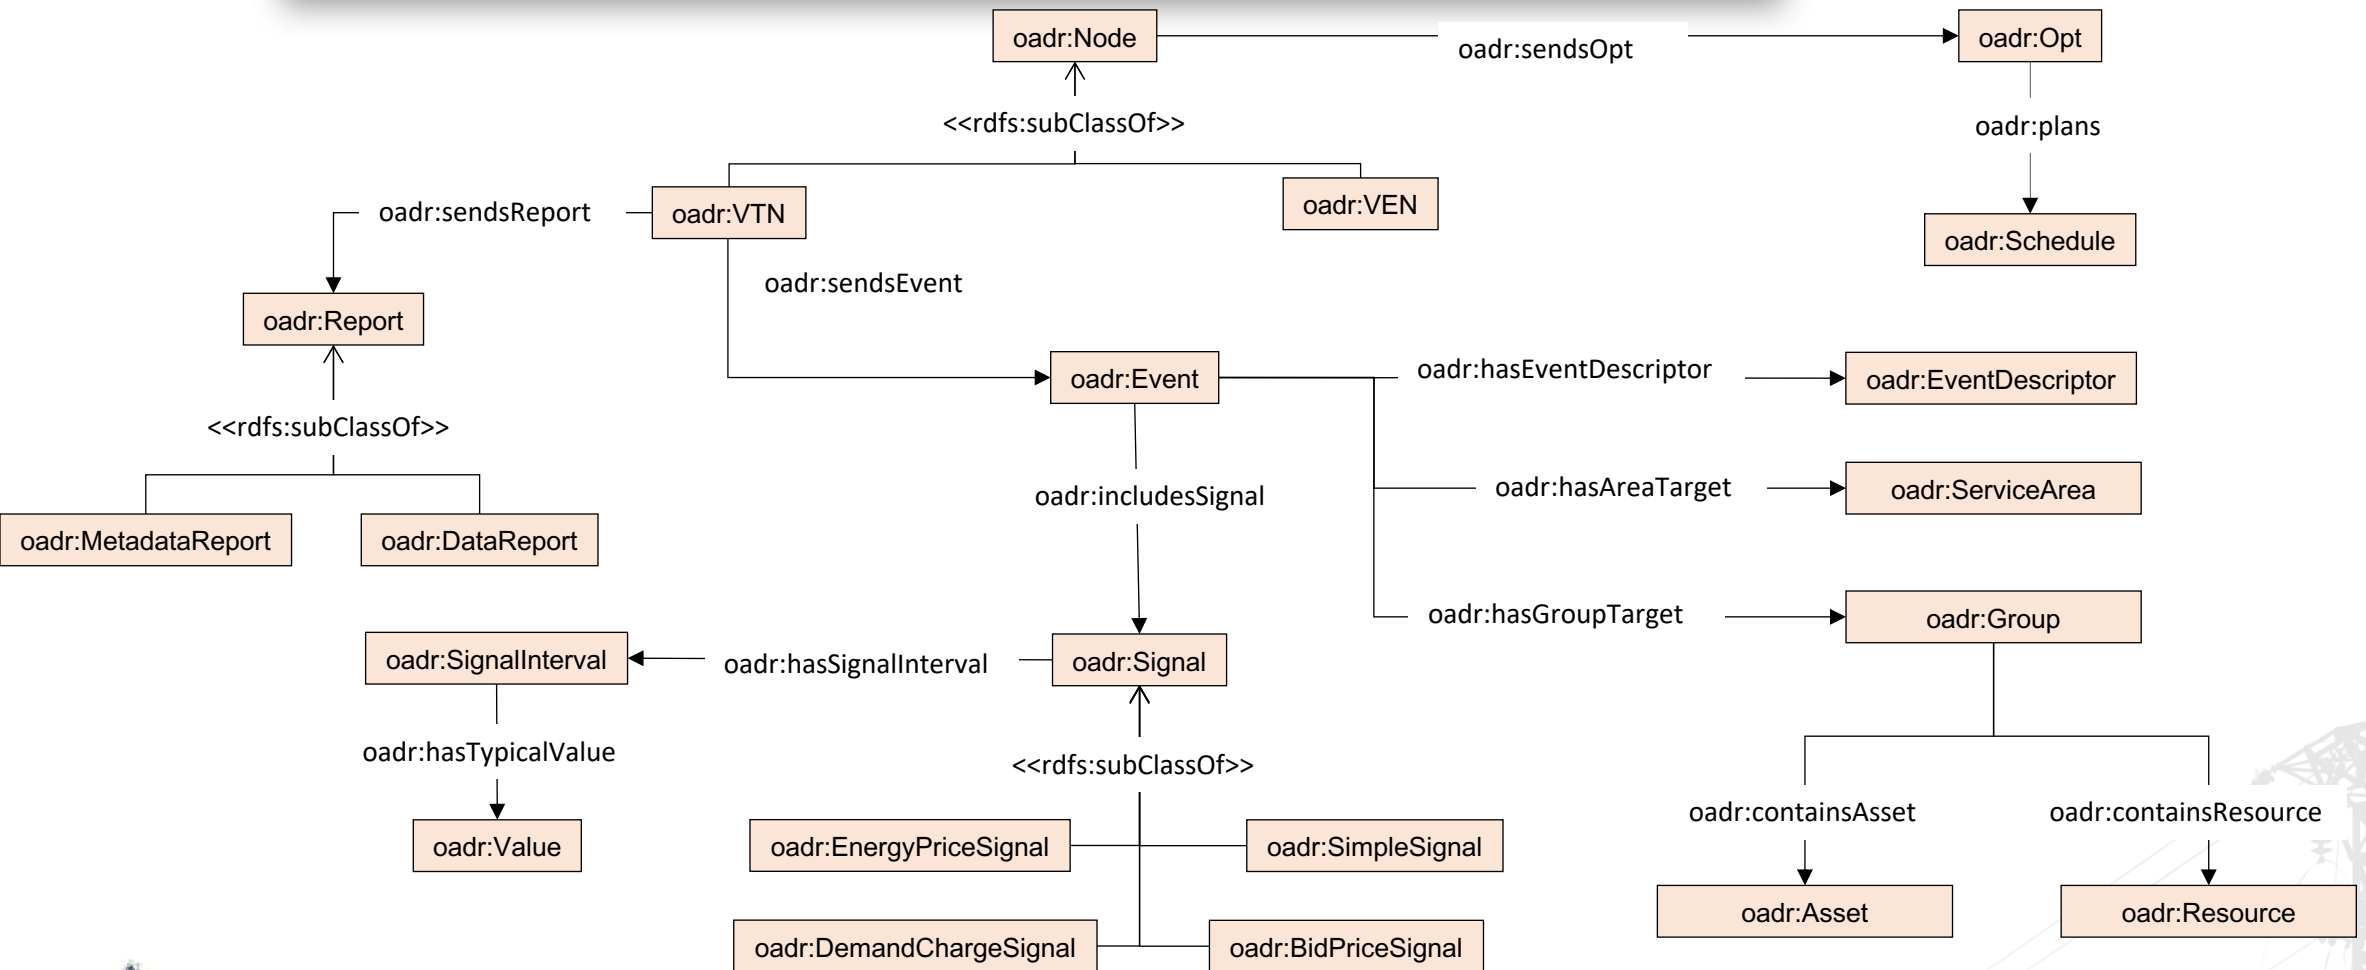 oadr:Node
oadr:sendsOpt
oadr:Opt
<<rdfs:subClassOf>>
oadr:plans
oadr:sendsReport
oadr:VTN
oadr:VEN
oadr:Schedule
oadr:sendsEvent
oadr:Report
oadr:Event
oadr:hasEventDescriptor
oadr:EventDescriptor
<<rdfs:subClassOf>>
oadr:includesSignal
oadr:hasAreaTarget
oadr:ServiceArea
oadr:MetadataReport
oadr:DataReport
oadr:hasGroupTarget
oadr:Group
oadr:SignalInterval
oadr:hasSignalInterval
oadr:Signal
oadr:hasTypicalValue
<<rdfs:subClassOf>>
oadr:containsAsset
oadr:containsResource
oadr:Value
oadr:EnergyPriceSignal
oadr:SimpleSignal
oadr:Asset
oadr:Resource
oadr:DemandChargeSignal
oadr:BidPriceSignal